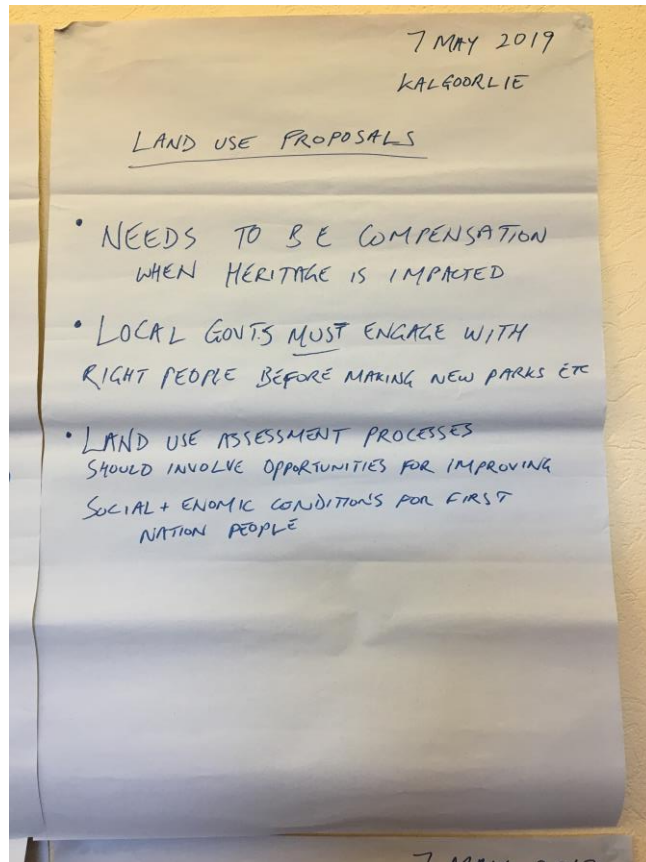 7 MAY 2019
KALGOORLIE
LAND USE PROPOSALS
• NEEDS TO BE COMPENSATION
WHEN HERITAGE IS IMPACTED
• LOCAL GOVTS MUST ENGAGE WITH
RIGHT PEOPLE BEFORE MAKING NEW PARKS ETC
• LAND USE ASSESSMENT PROCESSES
SHOULD INVOLVE OPPORTUNITIES FOR IMPROVING
SOCIAL + ENOMIC CONDITIONS FOR FIRST
NATION PEOPLE